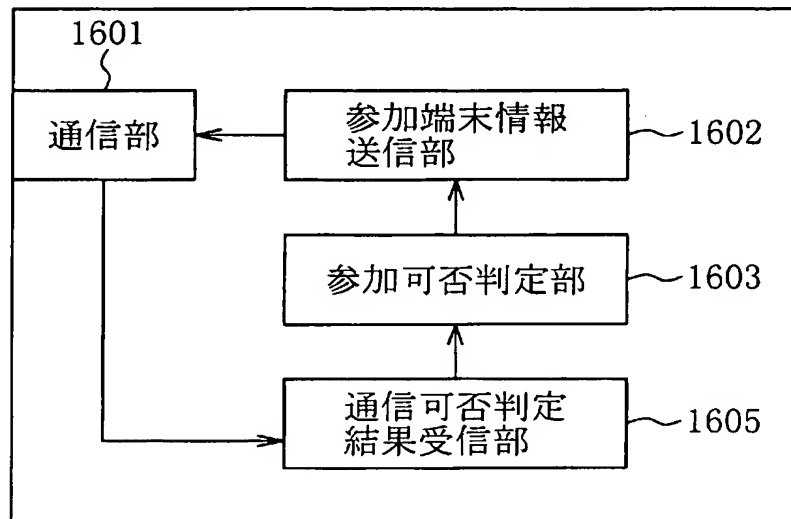 1601
通信部
参加端末情報
送信部
1602
参加可否判定部
1603
通信可否判定
結果受信部
1605